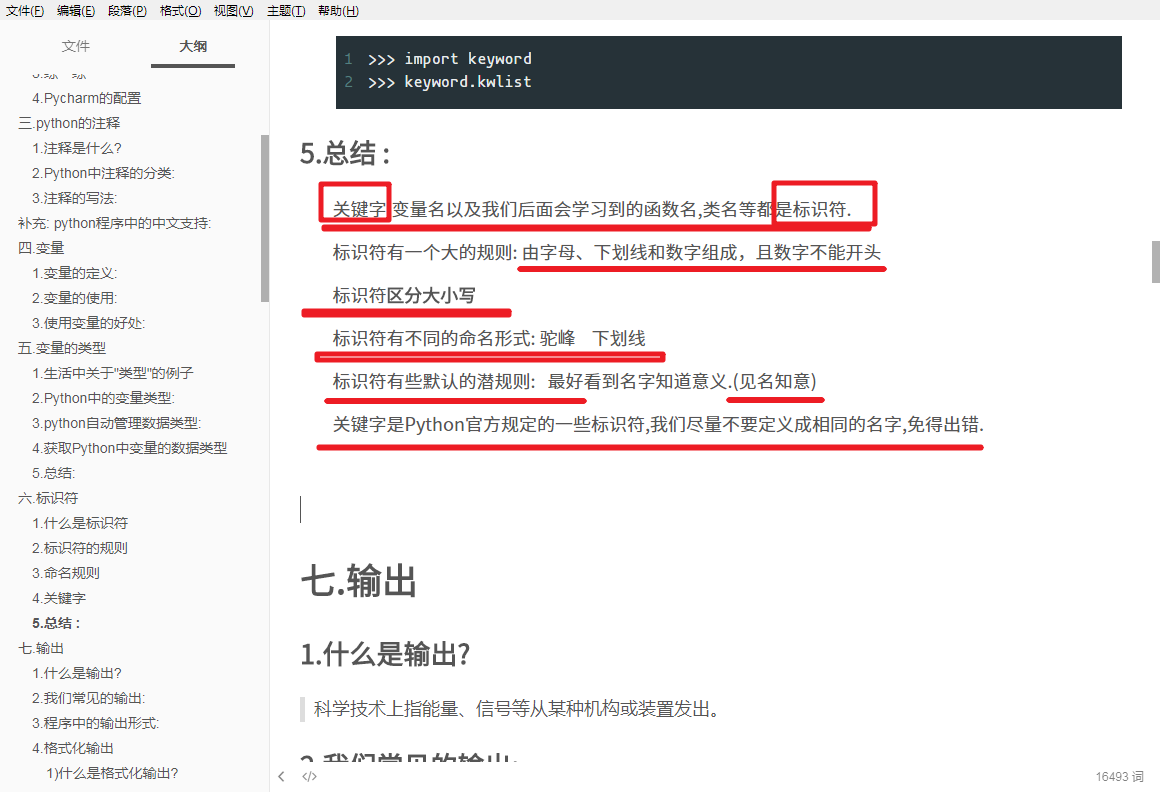 文件(F) 编辑(E) 段落(P) 格式(O) 视图(V) 主题(T) 帮助(H)
文件 大纲
4.Pycharm的配置
三.python的注释
1.注释是什么?
2.Python中注释的分类:
3.注释的写法:
补充: python程序中的中文支持:
四.变量
1.变量的定义:
2.变量的使用:
3.使用变量的好处:
五.变量的类型
1.生活中关于"类型"的例子
2.Python中的变量类型:
3.python自动管理数据类型:
4.获取Python中变量的数据类型
5.总结:
六.标识符
1.什么是标识符
2.标识符的规则
3.命名规则
4.关键字
5.总结 :
七.输出
1.什么是输出?
2.我们常见的输出:
3.程序中的输出形式:
4.格式化输出
1)什么是格式化输出?
1 >>> import keyword
2 >>> keyword.kwlist
5.总结 :
关键字 变量名以及我们后面会学习到的函数名,类名等都是标识符.
标识符有一个大的规则: 由字母、下划线和数字组成，且数字不能开头
标识符区分大小写
标识符有不同的命名形式: 驼峰 下划线
标识符有些默认的潜规则: 最好看到名字知道意义.(见名知意)
关键字是Python官方规定的一些标识符,我们尽量不要定义成相同的名字,免得出错.
七.输出
1.什么是输出?
科学技术上指能量、信号等从某种机构或装置发出。
2.我们常见的输出:
</> 16493 词